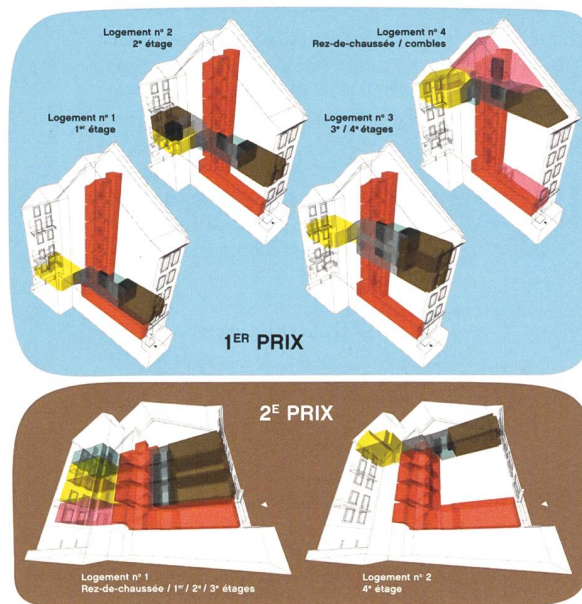 Logement n° 2
2e étage
Logement n° 4
Rez-de-chaussée / combles
Logement n° 1
1er étage
Logement n° 3
3e / 4e étages
1ER PRIX
2E PRIX
Logement n° 1
Rez-de-chaussée / 1er / 2e / 3e étages
Logement n° 2
4e étage